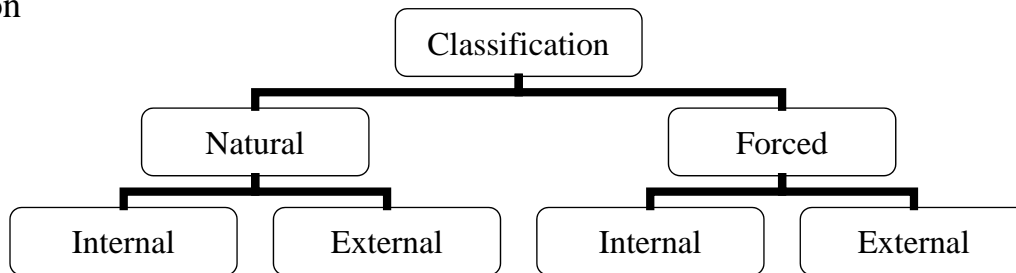 on
Classification
Natural Forced
Internal External Internal External